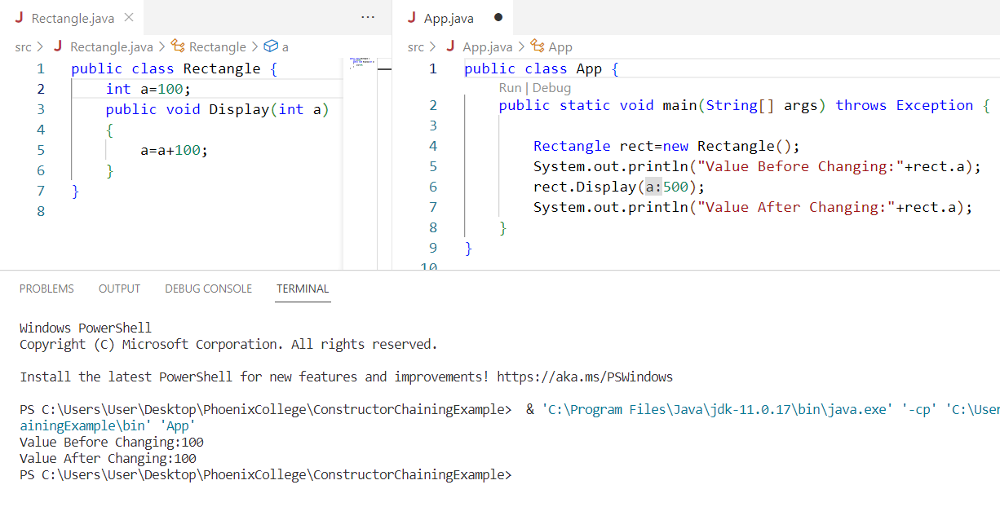 J Rectangle.java ×
src > J Rectangle.java > Rectangle > a
1 public class Rectangle {
2 int a=100;
3 public void Display(int a)
4 {
5 a=a+100;
6 }
7 }
8
J App.java ●
src > J App.java > App
1 public class App {
Run | Debug
2 public static void main(String[] args) throws Exception {
3
4 Rectangle rect=new Rectangle();
5 System.out.println("Value Before Changing:"+rect.a);
6 rect.Display(a:500);
7 System.out.println("Value After Changing:"+rect.a);
8 }
9 }
10
PROBLEMS OUTPUT DEBUG CONSOLE TERMINAL
Windows PowerShell
Copyright (C) Microsoft Corporation. All rights reserved.
Install the latest PowerShell for new features and improvements! https://aka.ms/PSWindows
PS C:\Users\User\Desktop\PhoenixCollege\ConstructorChainingExample> & 'C:\Program Files\Java\jdk-11.0.17\bin\java.exe' '-cp' 'C:\User
ainingExample\bin' 'App'
Value Before Changing:100
Value After Changing:100
PS C:\Users\User\Desktop\PhoenixCollege\ConstructorChainingExample>